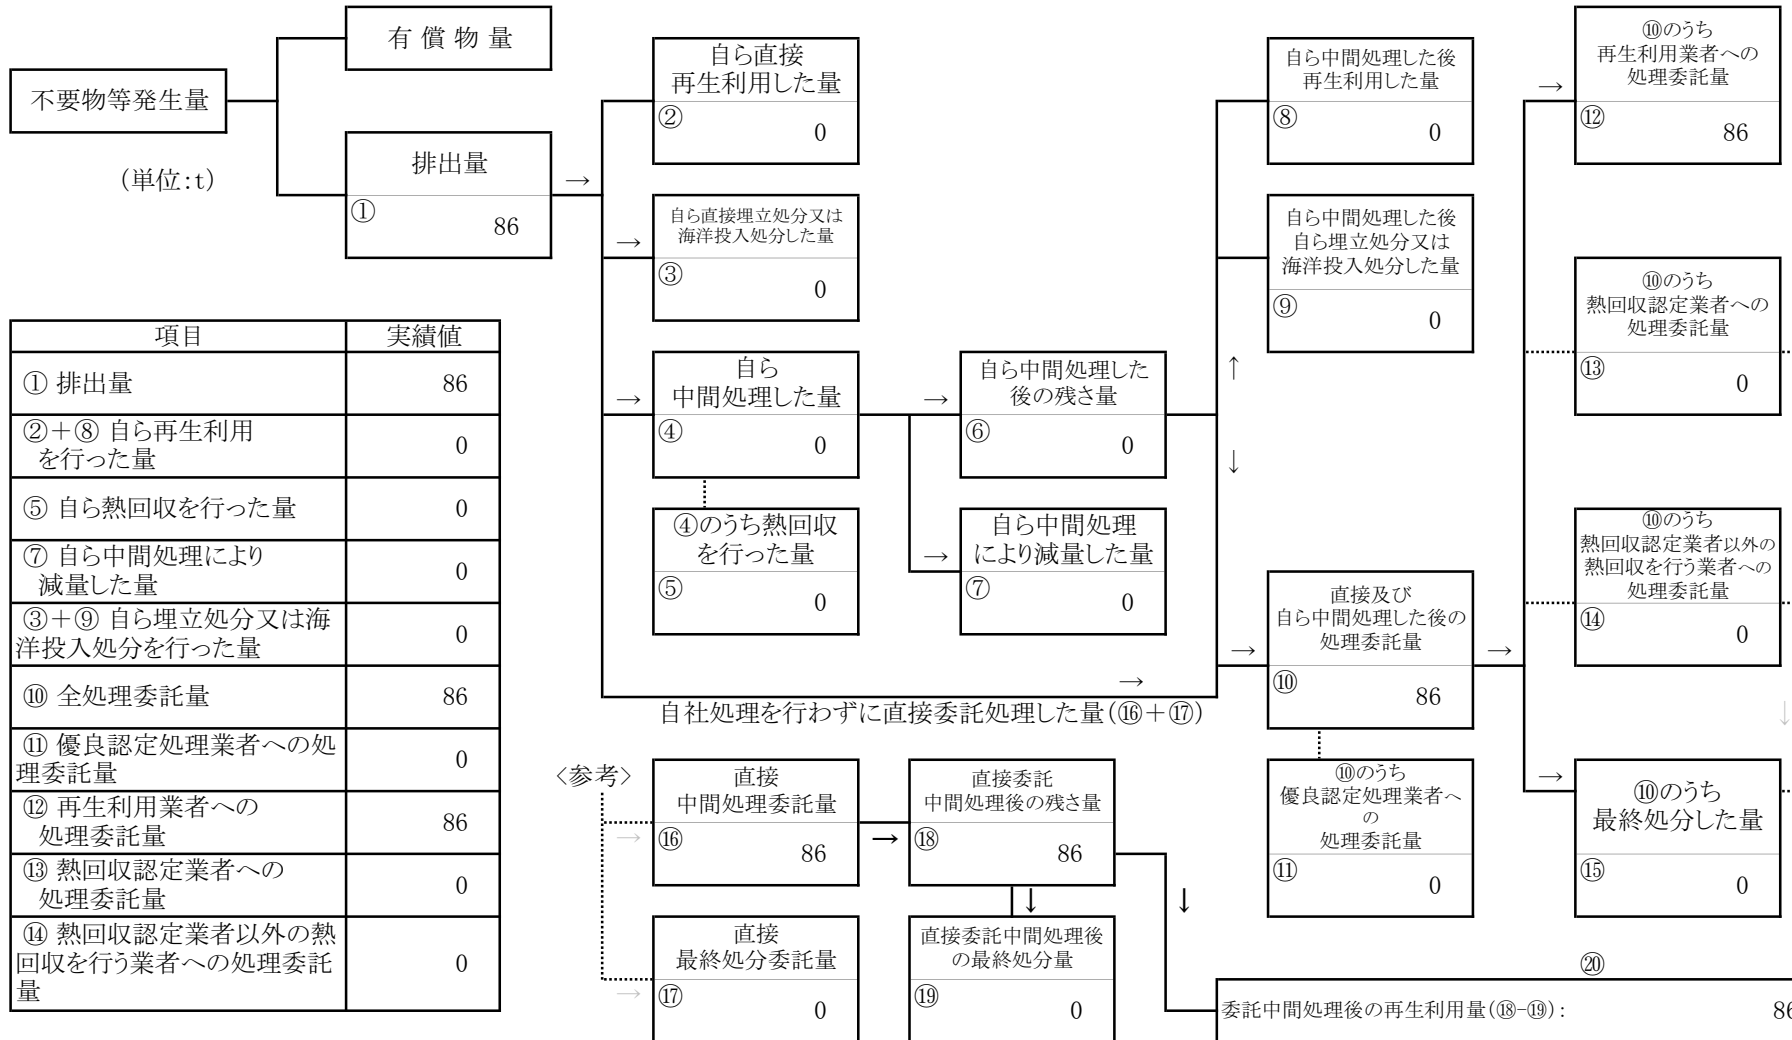 有 償 物 量
不要物等発生量
(単位:t)
排出量
①
86
→
自ら直接
再生利用した量
②
0
→
自ら直接埋立処分又は
海洋投入処分した量
③
0
→
自ら
中間処理した量
④
0
④のうち熱回収
を行った量
⑤
0
→
自ら中間処理した
後の残さ量
⑥
0
→
自ら中間処理
により減量した量
⑦
0
自ら中間処理した後
再生利用した量
⑧
0
自ら中間処理した後
自ら埋立処分又は
海洋投入処分した量
⑨
0
↑
↓
→
自社処理を行わずに直接委託処理した量(⑯+⑰)
→
直接及び
自ら中間処理した後の
処理委託量
⑩
86
⑩のうち
優良認定処理業者へ
の
処理委託量
⑪
0
→
→
⑩のうち
再生利用業者への
処理委託量
⑫
86
⑩のうち
熱回収認定業者への
処理委託量
⑬
0
⑩のうち
熱回収認定業者以外の
熱回収を行う業者への
処理委託量
⑭
0
↓
→
⑩のうち
最終処分した量
⑮
0
項目 実績値
① 排出量 86
②+⑧ 自ら再生利用
を行った量 0
⑤ 自ら熱回収を行った量 0
⑦ 自ら中間処理により
減量した量 0
③+⑨ 自ら埋立処分又は海
洋投入処分を行った量 0
⑩ 全処理委託量 86
⑪ 優良認定処理業者への処
理委託量 0
⑫ 再生利用業者への
処理委託量 86
⑬ 熱回収認定業者への
処理委託量 0
⑭ 熱回収認定業者以外の熱
回収を行う業者への処理委託
量 0
<参考>
→
直接
中間処理委託量
⑯
86
→
直接委託
中間処理後の残さ量
⑱
86
↓
↓
→
直接
最終処分委託量
⑰
0
直接委託中間処理後
の最終処分量
⑲
0
⑳
委託中間処理後の再生利用量(⑱-⑲): 86